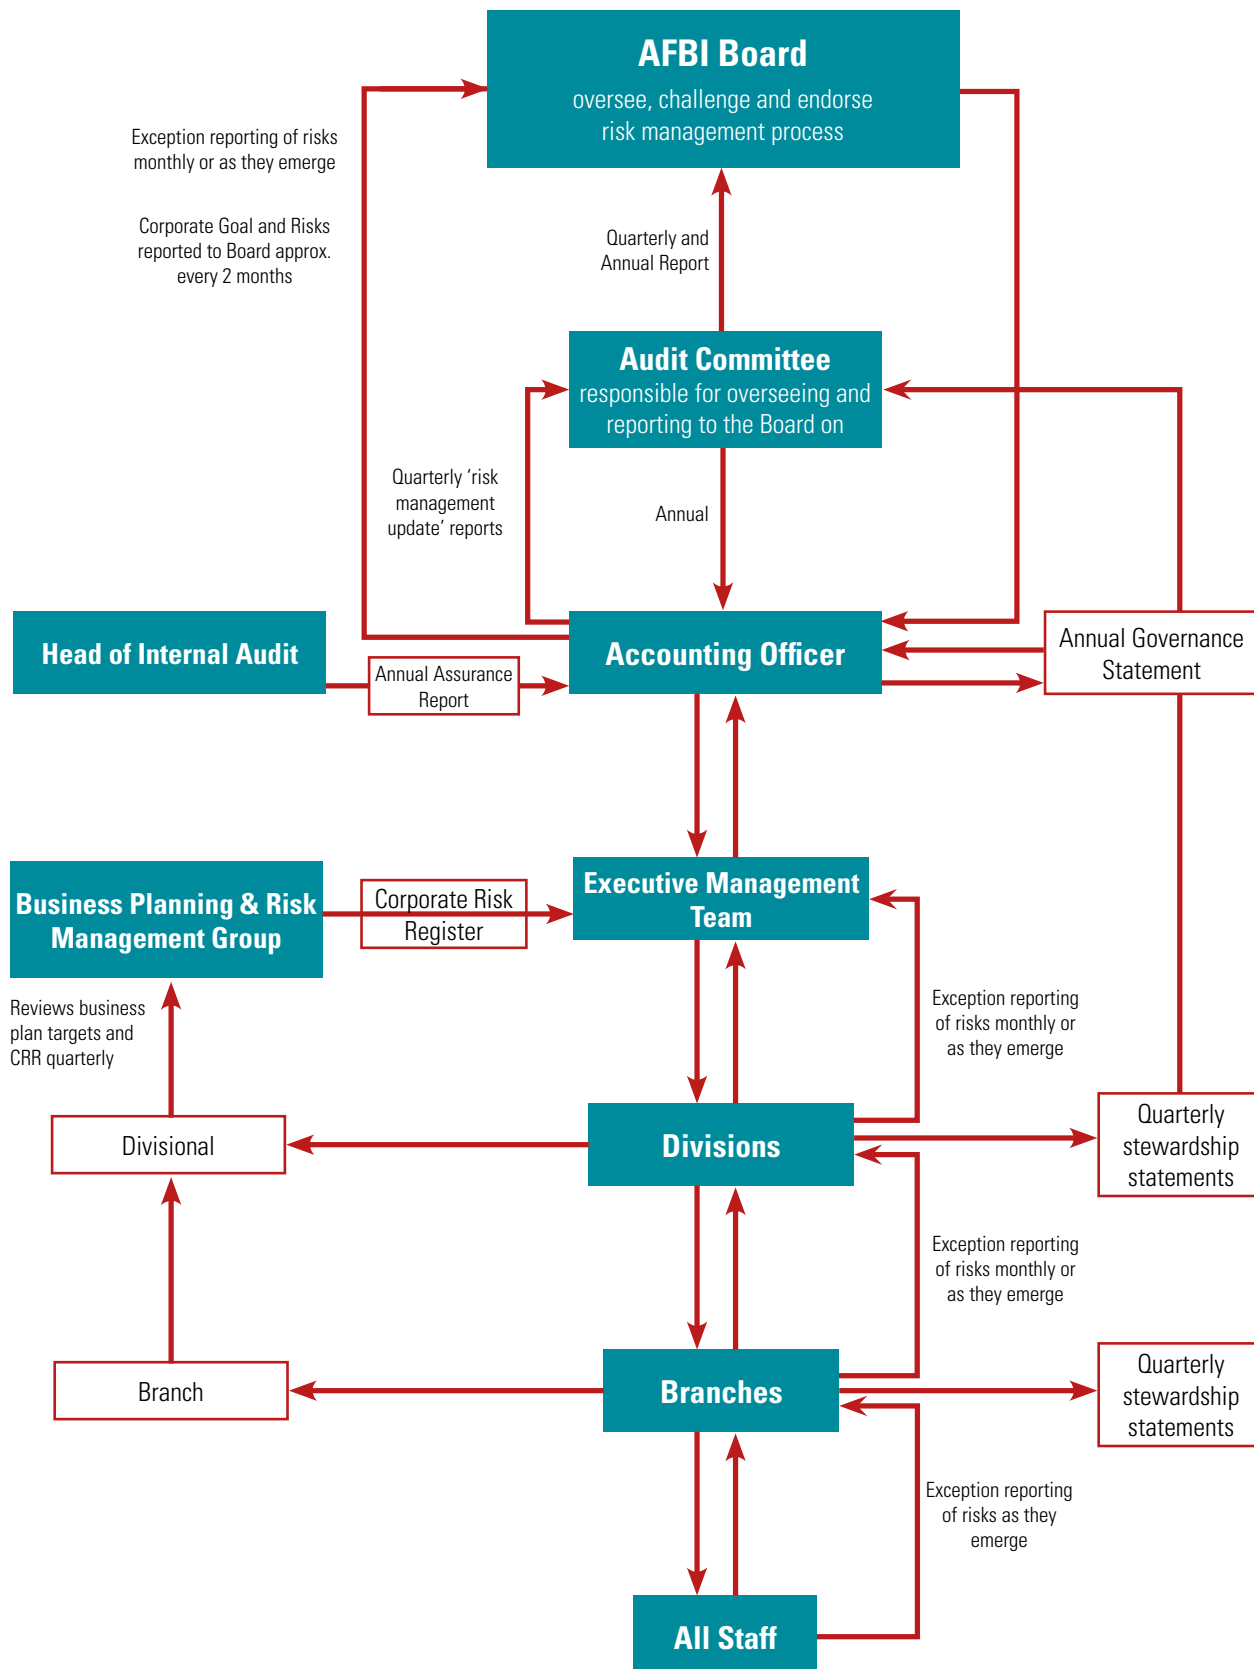 AFBI Board
oversee, challenge and endorse
risk management process
Exception reporting of risks
monthly or as they emerge
Corporate Goal and Risks
reported to Board approx.
every 2 months
Quarterly and
Annual Report
Audit Committee
responsible for overseeing and
reporting to the Board on
Quarterly ‘risk
management
update’ reports
Annual
Head of Internal Audit
Annual Assurance
Report
Accounting Officer
Annual Governance
Statement
Business Planning & Risk
Management Group
Corporate Risk
Register
Executive Management
Team
Reviews business
plan targets and
CRR quarterly
Exception reporting
of risks monthly or
as they emerge
Divisional
Divisions
Quarterly
stewardship
statements
Exception reporting
of risks monthly or
as they emerge
Branch
Branches
Quarterly
stewardship
statements
Exception reporting
of risks as they
emerge
All Staff